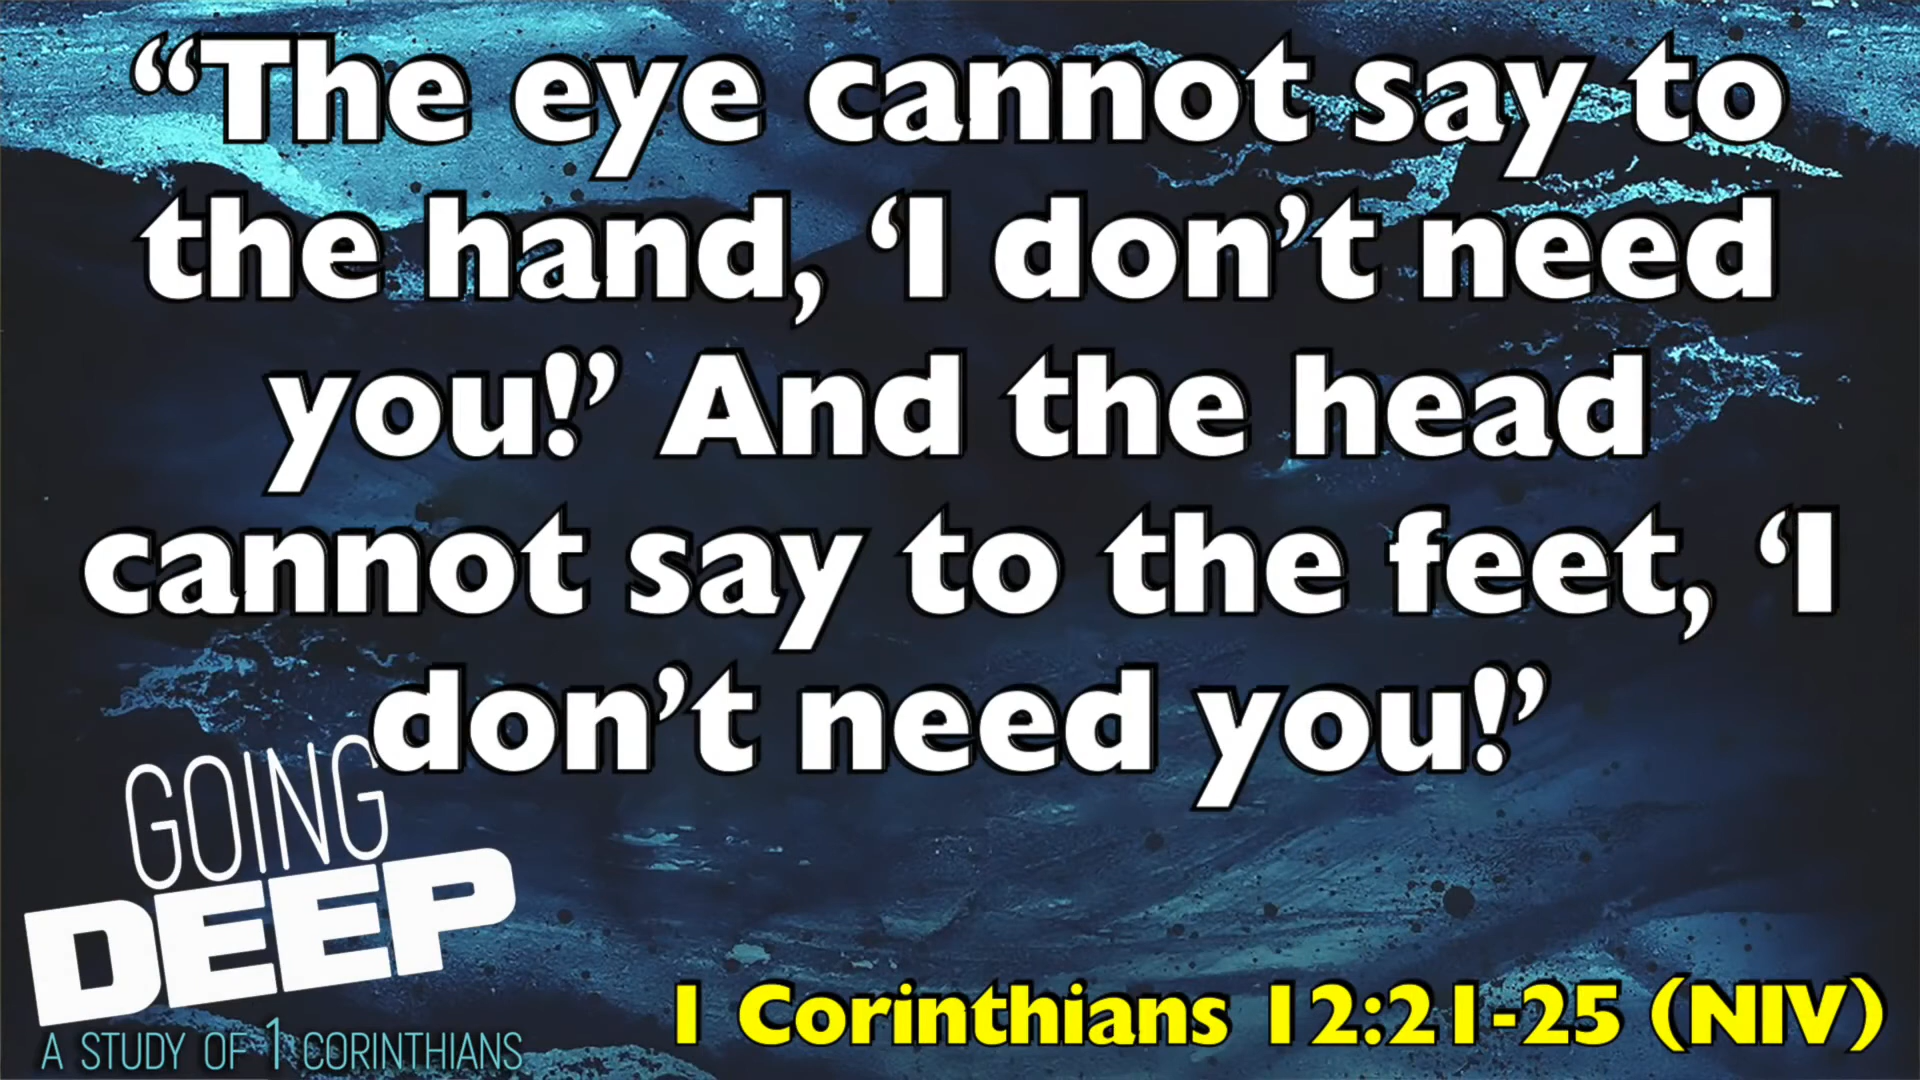 “The eye cannot say to
the hand, ‘I don’t need
you!’ And the head
cannot say to the feet, ‘I
don’t need you!’
GOING
DEEP
A STUDY OF 1 CORINTHIANS
1 Corinthians 12:21-25 (NIV)